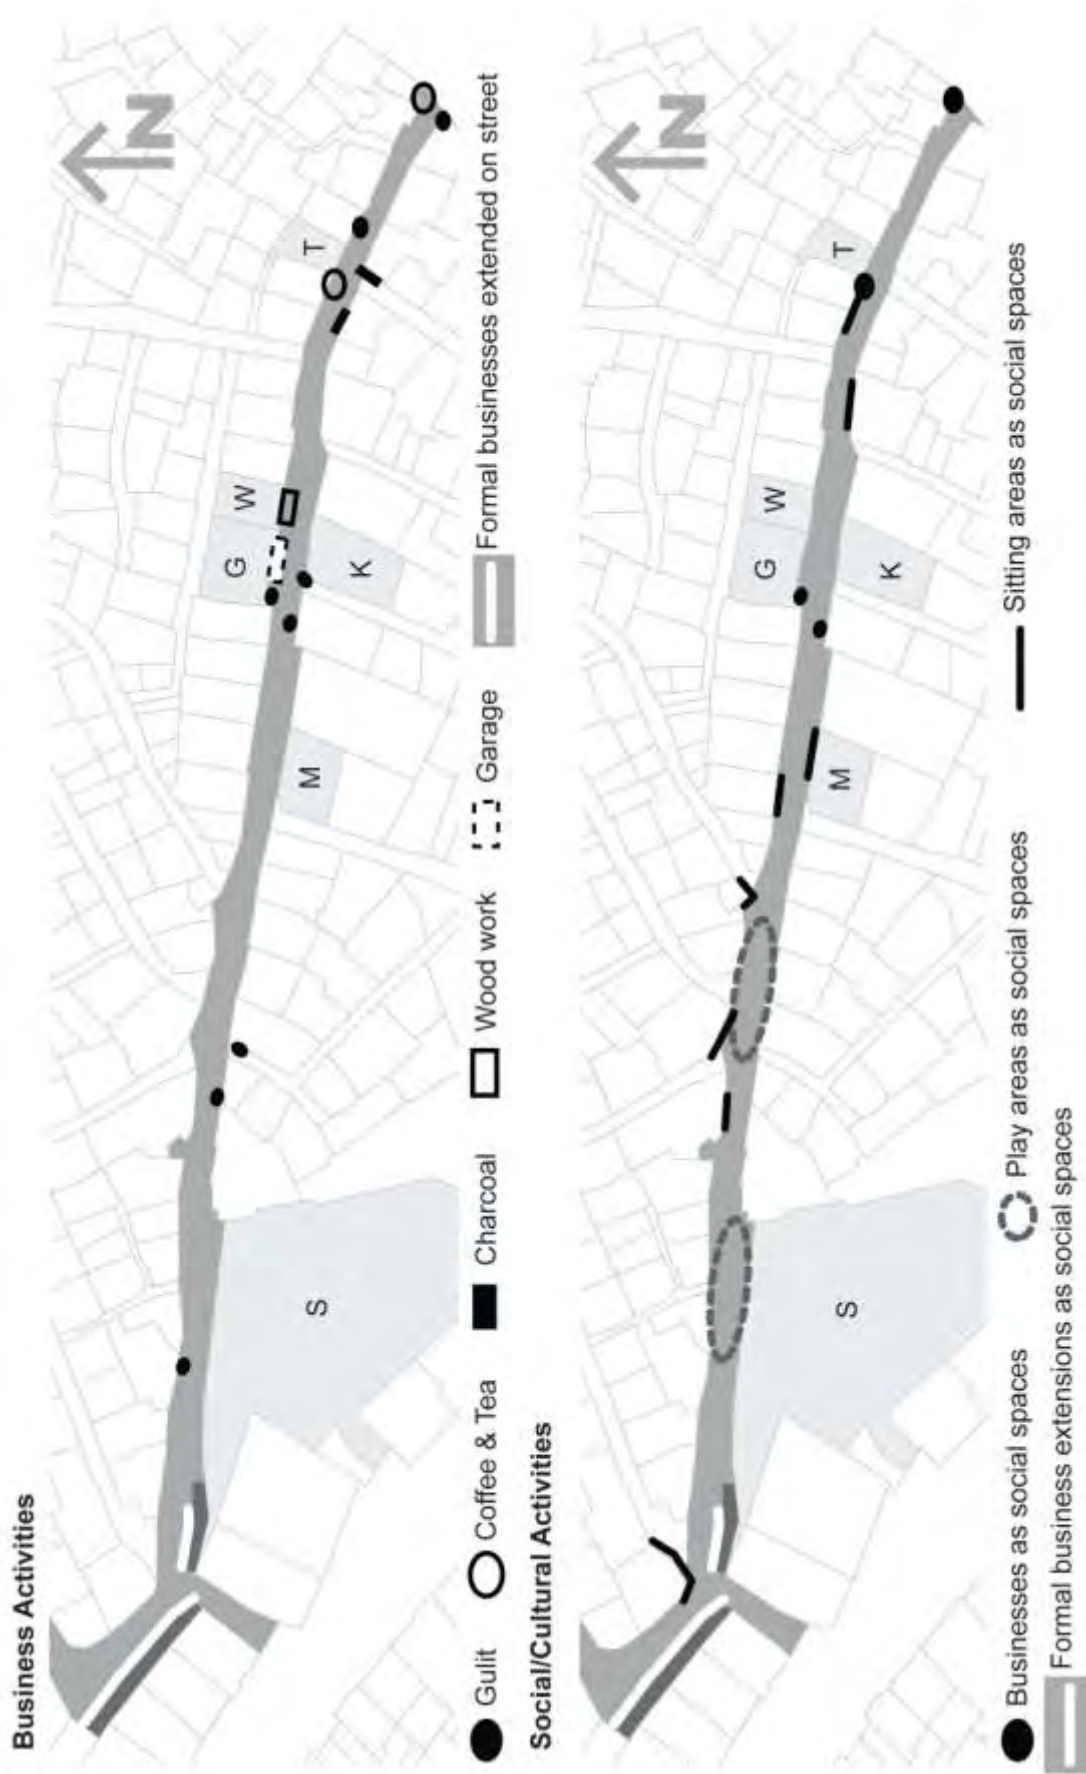 Business Activities
N
S
M
G
W
K
T
Gulit
Coffee & Tea
Charcoal
Wood work
Garage
Formal businesses extended on street
Social/Cultural Activities
N
S
M
G
W
K
T
Businesses as social spaces
Play areas as social spaces
Sitting areas as social spaces
Formal business extensions as social spaces